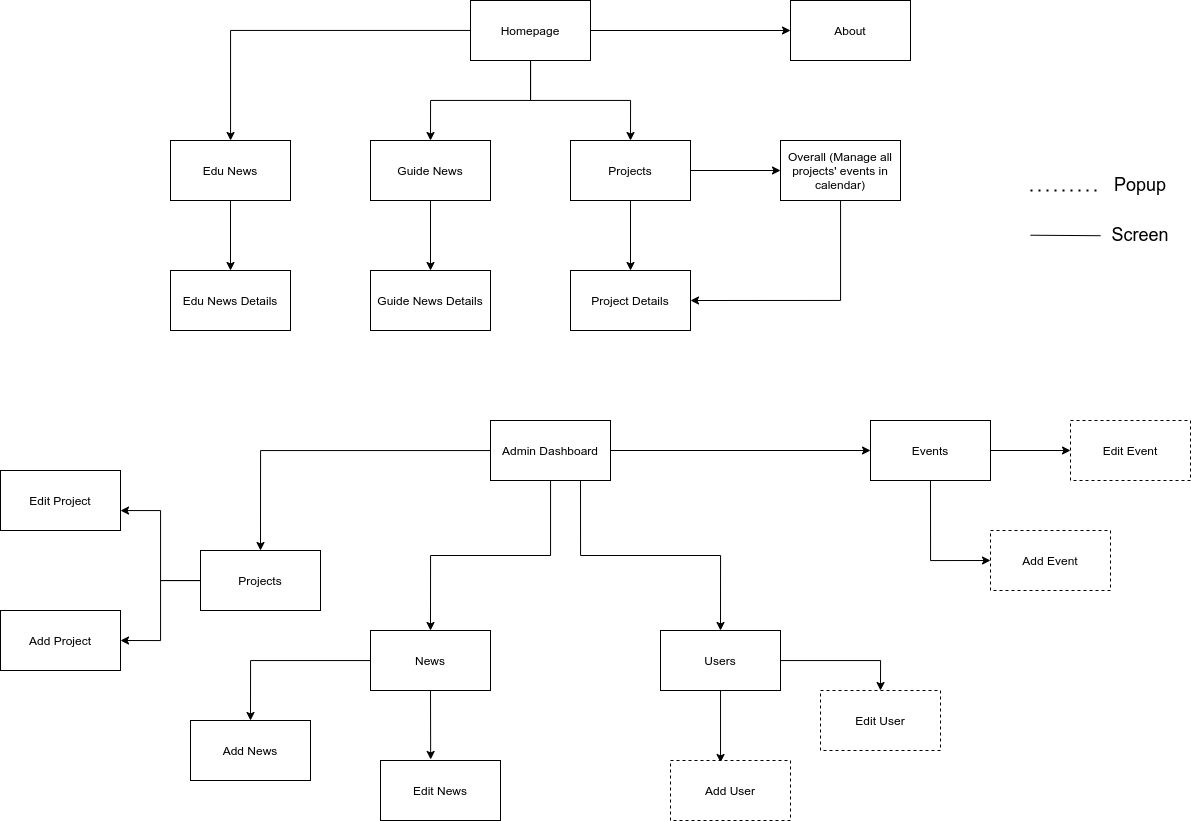 Homepage
About
Edu News
Guide News
Projects
Overall (Manage all
projects' events in
calendar)
Popup
Screen
Edu News Details
Guide News Details
Project Details
Admin Dashboard
Events
Edit Event
Edit Project
Add Event
Projects
Add Project
News
Users
Edit User
Add News
Edit News
Add User